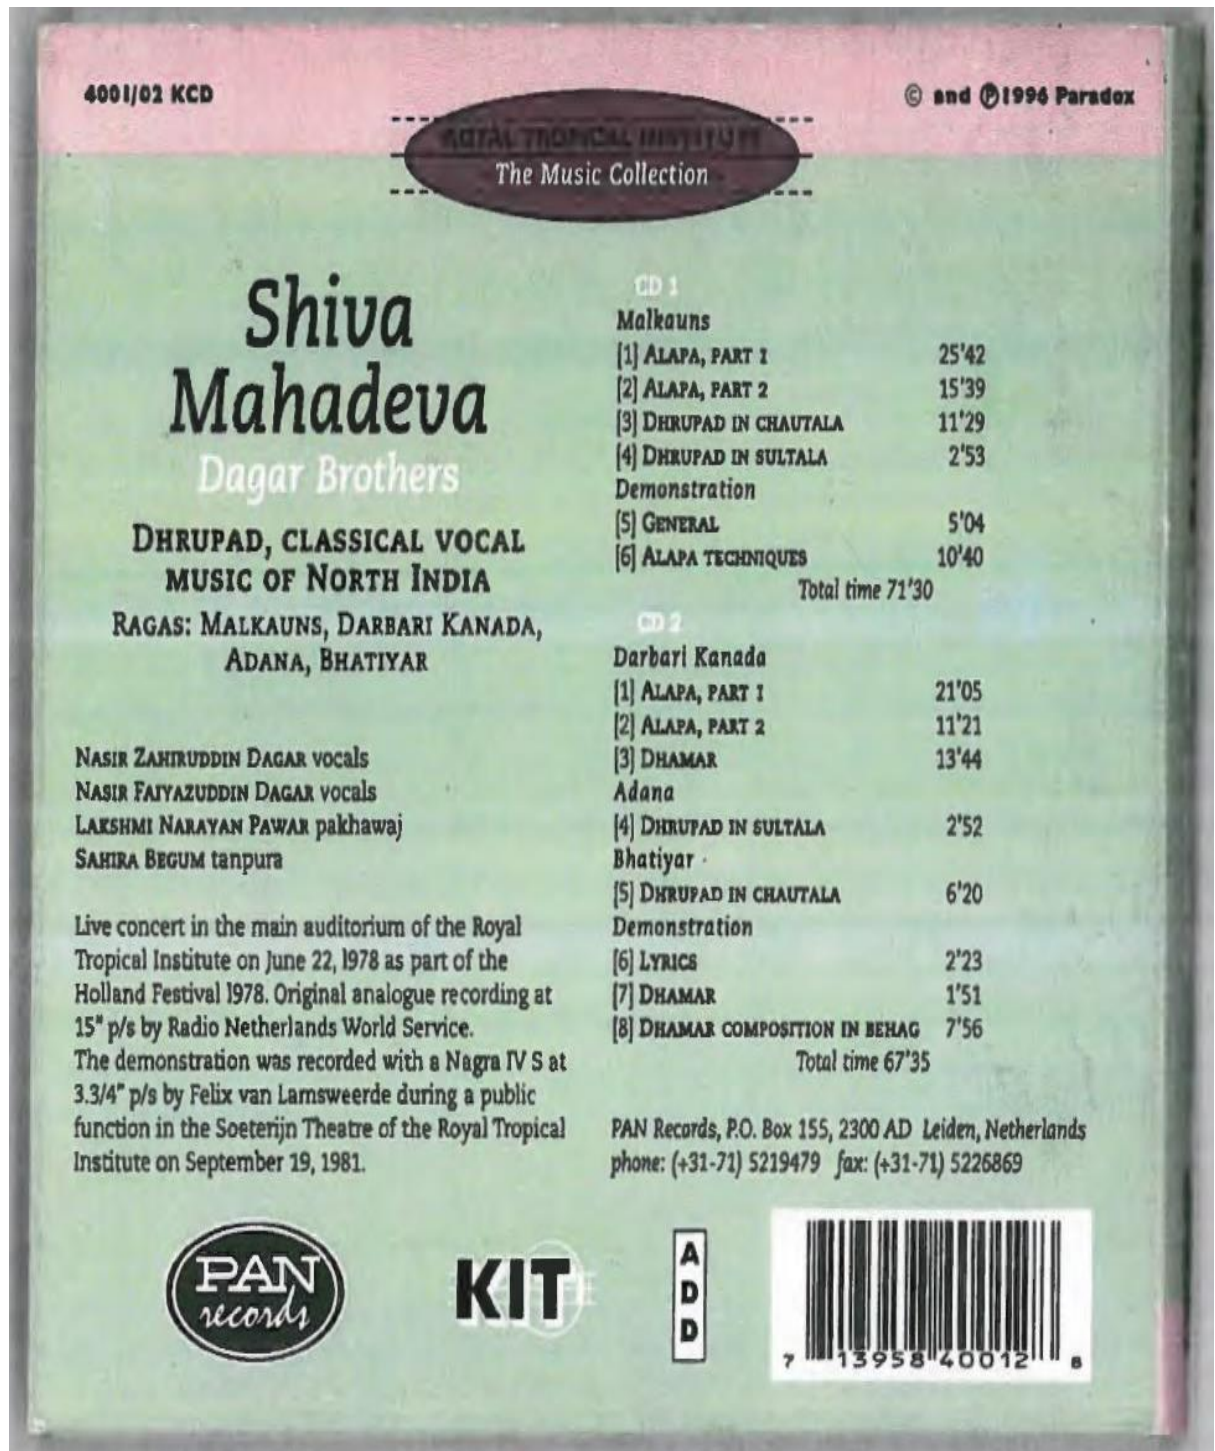 4001/02 KCD
© and ℗1996 Paradox
ROYAL TROPICAL INSTITUTE
The Music Collection
Shiva
Mahadeva
Dagar Brothers
DHRUPAD, CLASSICAL VOCAL
MUSIC OF NORTH INDIA
RAGAS: MALKAUNS, DARBARI KANADA,
ADANA, BHATIYAR
NASIR ZAHIRUDDIN DAGAR vocals
NASIR FAIYAZUDDIN DAGAR vocals
LAKSHMI NARAYAN PAWAR pakhawaj
SAHIRA BEGUM tanpura
Live concert in the main auditorium of the Royal
Tropical Institute on June 22, 1978 as part of the
Holland Festival 1978. Original analogue recording at
15" p/s by Radio Netherlands World Service.
The demonstration was recorded with a Nagra IV S at
3.3/4" p/s by Felix van Lamsweerde during a public
function in the Soeterijn Theatre of the Royal Tropical
Institute on September 19, 1981.
CD 1
Malkauns
[1] ALAPA, PART 1 25'42
[2] ALAPA, PART 2 15'39
[3] DHRUPAD IN CHAUTALA 11'29
[4] DHRUPAD IN SULTALA 2'53
Demonstration
[5] GENERAL 5'04
[6] ALAPA TECHNIQUES 10'40
Total time 71'30
CD 2
Darbari Kanada
[1] ALAPA, PART 1 21'05
[2] ALAPA, PART 2 11'21
[3] DHAMAR 13'44
Adana
[4] DHRUPAD IN SULTALA 2'52
Bhatiyar
[5] DHRUPAD IN CHAUTALA 6'20
Demonstration
[6] LYRICS 2'23
[7] DHAMAR 1'51
[8] DHAMAR COMPOSITION IN BEHAG 7'56
Total time 67'35
PAN Records, P.O. Box 155, 2300 AD Leiden, Netherlands
phone: (+31-71) 5219479 fax: (+31-71) 5226869
PAN
records
KIT
A
D
D
7 13958 40012 8